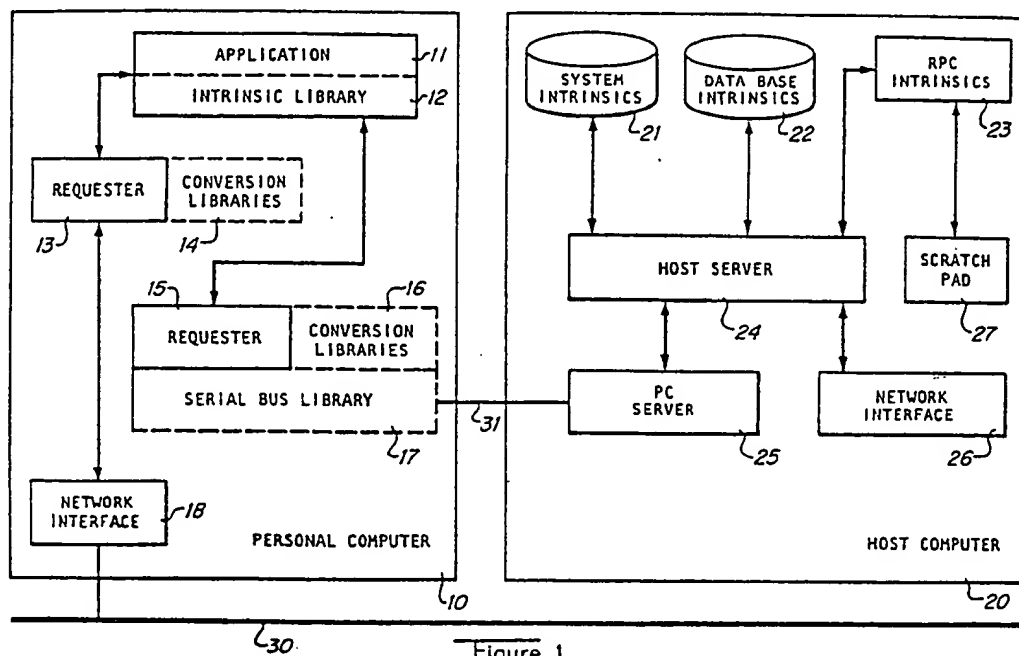 APPLICATION
11
INTRINSIC LIBRARY
12
REQUESTER
13
CONVERSION
LIBRARIES
14
15
REQUESTER
16
CONVERSION
LIBRARIES
SERIAL BUS LIBRARY
17
NETWORK
INTERFACE
18
PERSONAL COMPUTER
10
31
SYSTEM
INTRINSICS
21
DATA BASE
INTRINSICS
22
RPC
INTRINSICS
23
HOST SERVER
24
SCRATCH
PAD
27
PC
SERVER
25
NETWORK
INTERFACE
26
HOST COMPUTER
20
30
Figure 1